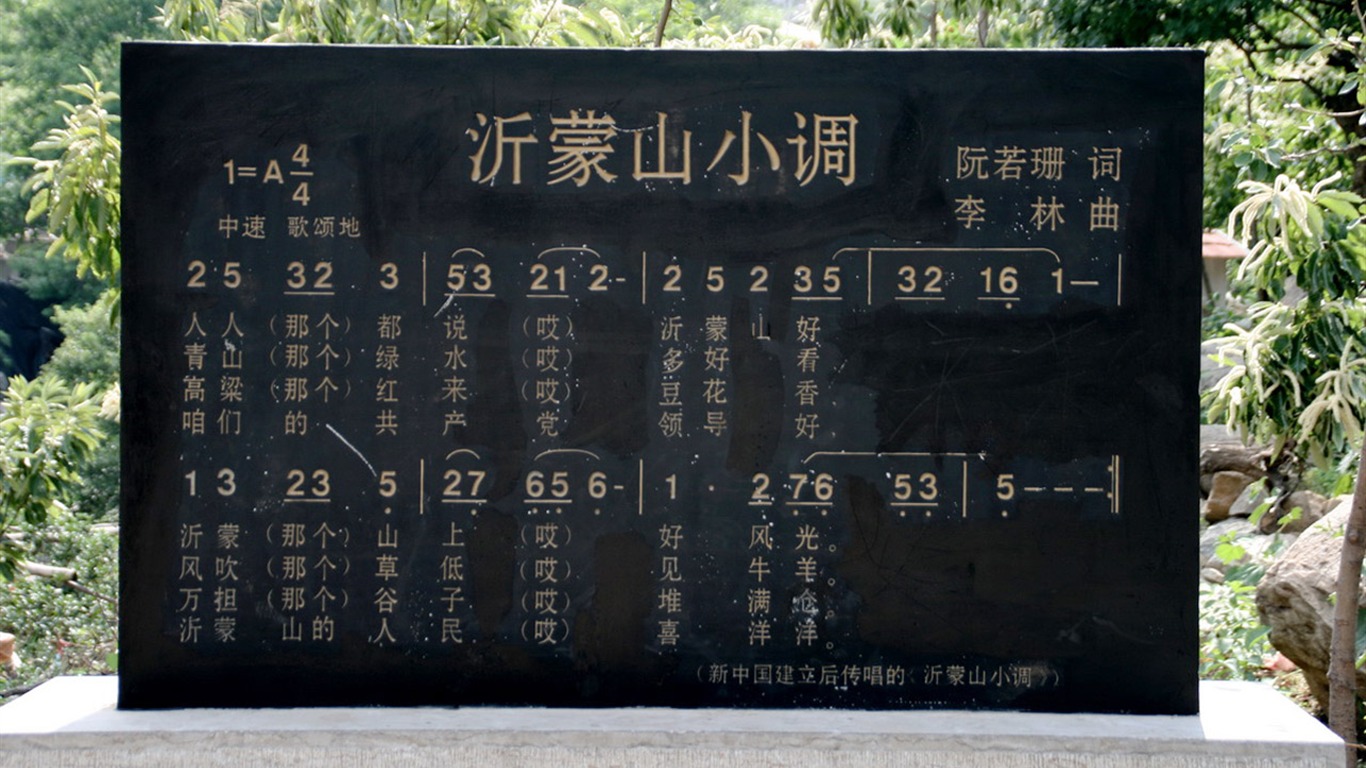 沂蒙山小调
1=A 4/4
阮若珊 词
李 林 曲
中速 歌颂地
2 5 32 3 | 53 21 2- | 2 5 2 35 | 32 16 1— |
人 人 (那 个) 都 说 (哎) 沂 蒙 山 好
青 山 (那 个) 绿 水 (哎) 多 好 看
高 粱 (那 个) 红 来 (哎) 豆 花 香
咱 们 的 共 产 党 领 导 好
1 3 23 5 | 27 65 6- | 1 · 2 76 53 | 5--- ‖
沂 蒙 (那 个) 山 上 (哎) 好 风 光。
风 吹 (那 个) 草 低 (哎) 见 牛 羊。
万 担 (那 个) 谷 子 (哎) 堆 满 仓。
沂 蒙 山 的 人 民 (哎) 喜 洋 洋。
(新中国建立后传唱的《沂蒙山小调》)